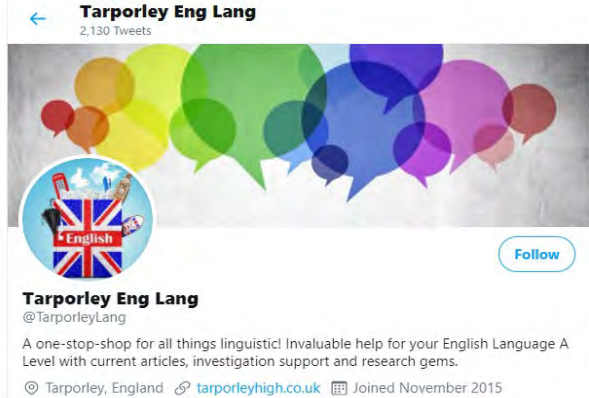 Tarporley Eng Lang
2,130 Tweets
English
Follow
Tarporley Eng Lang
@TarporleyLang
A one-stop-shop for all things linguistic! Invaluable help for your English Language A
Level with current articles, investigation support and research gems.
Tarporley, England tarporleyhigh.co.uk Joined November 2015